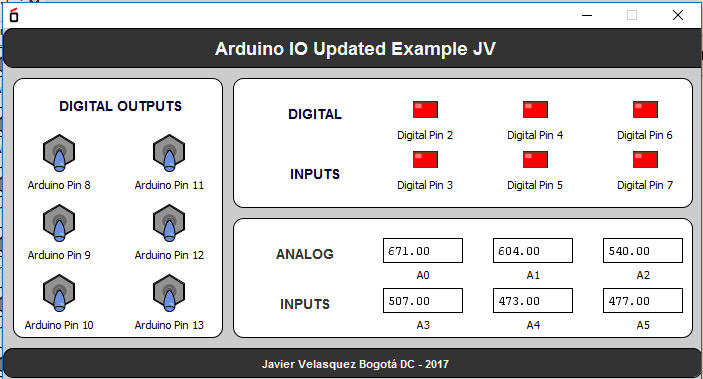 Arduino IO Updated Example JV
DIGITAL OUTPUTS
Arduino Pin 8
Arduino Pin 11
Arduino Pin 9
Arduino Pin 12
Arduino Pin 10
Arduino Pin 13
DIGITAL
INPUTS
Digital Pin 2
Digital Pin 4
Digital Pin 6
Digital Pin 3
Digital Pin 5
Digital Pin 7
ANALOG
INPUTS
671.00
604.00
540.00
A0
A1
A2
507.00
473.00
477.00
A3
A4
A5
Javier Velasquez Bogotá DC - 2017